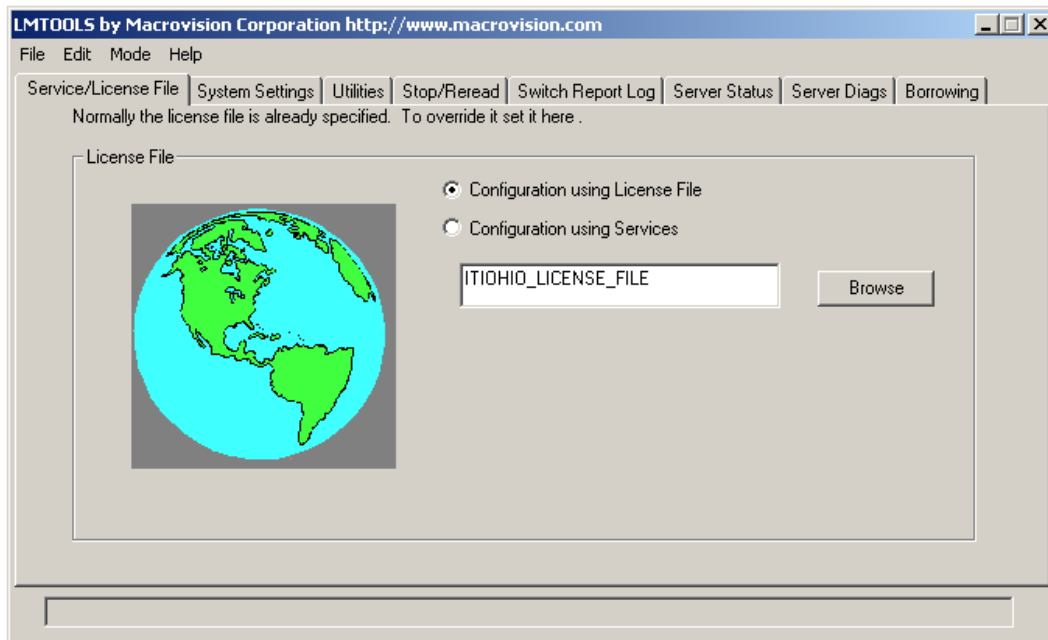 LMTOOLS by Macrovision Corporation http://www.macrovision.com
File Edit Mode Help
Service/License File System Settings Utilities Stop/Reread Switch Report Log Server Status Server Diags Borrowing
Normally the license file is already specified. To override it set it here .
License File
Configuration using License File
Configuration using Services
ITIOHIO_LICENSE_FILE
Browse